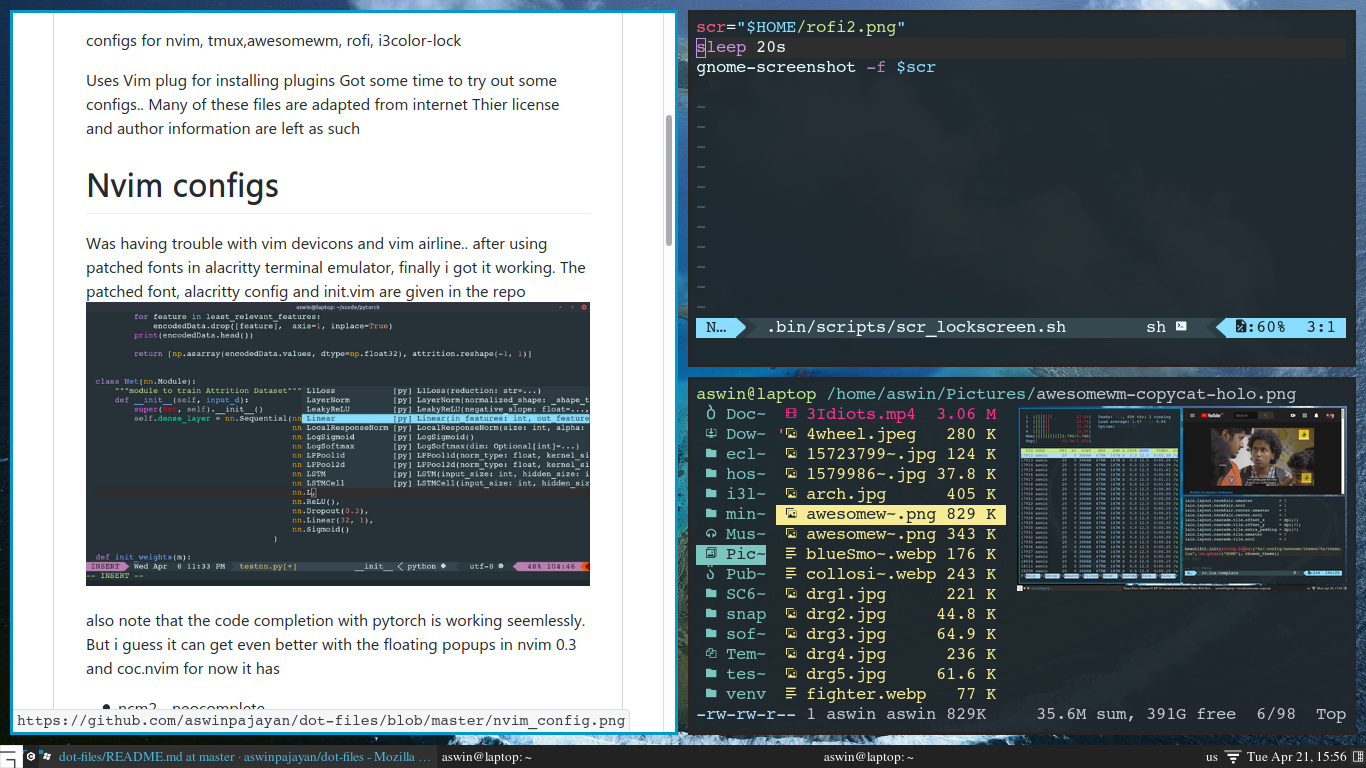 configs for nvim, tmux,awesomewm, rofi, i3color-lock
Uses Vim plug for installing plugins Got some time to try out some
configs.. Many of these files are adapted from internet Thier license
and author information are left as such
Nvim configs
Was having trouble with vim devicons and vim airline.. after using
patched fonts in alacritty terminal emulator, finally i got it working. The
patched font, alacritty config and init.vim are given in the repo
aswin@laptop: ~/xcode/pytorch
for feature in least_relevant_features:
encodedData.drop([feature], axis=1, inplace=True)
print(encodedData.head())
return [np.asarray(encodedData.values, dtype=np.float32), attrition.reshape(-1, 1)]
class Net(nn.Module):
"""module to train Attrition Dataset"""
def __init__(self, input_d):
super(Net, self).__init__()
self.dense_layer = nn.Sequential(nn
L1Loss [py] L1Loss(reduction: str=...)
LayerNorm [py] LayerNorm(normalized_shape: _shape_t
LeakyReLU [py] LeakyReLU(negative_slope: float=...,
Linear [py] Linear(in_features: int, out_feature
nn LocalResponseNorm [py] LocalResponseNorm(size: int, alpha:
nn LogSigmoid [py] LogSigmoid()
nn LogSoftmax [py] LogSoftmax(dim: Optional[int]=...)
nn LPPool1d [py] LPPool1d(norm_type: float, kernel_si
nn LPPool2d [py] LPPool2d(norm_type: float, kernel_si
nn LSTM [py] LSTM(input_size: int, hidden_size: i
nn LSTMCell [py] LSTMCell(input_size: int, hidden_size
nn.L,
nn.ReLU(),
nn.Dropout(0.3),
nn.Linear(32, 1),
nn.Sigmoid()
)
def init_weights(m):
INSERT Wed Apr 8 11:33 PM testnn.py[+] __init__ python utf-8 46% 104:46
-- INSERT --
also note that the code completion with pytorch is working seemlessly.
But i guess it can get even better with the floating popups in nvim 0.3
and coc.nvim for now it has
ncm2 neocomplete
https://github.com/aswinpajayan/dot-files/blob/master/nvim_config.png
scr="$HOME/rofi2.png"
sleep 20s
gnome-screenshot -f $scr
~
~
~
~
~
~
~
~
~
~
~
N… .bin/scripts/scr_lockscreen.sh sh :60% 3:1
aswin@laptop /home/aswin/Pictures/awesomewm-copycat-holo.png
Doc~ 3Idiots.mp4 3.06 M
Dow~ ' 4wheel.jpeg 280 K
ecl~ 15723799~.jpg 124 K
hos~ 1579986~.jpg 37.8 K
i3l~ arch.jpg 405 K
min~ awesomew~.png 829 K
Mus~ awesomew~.png 343 K
Pic~ blueSmo~.webp 176 K
Pub~ collosi~.webp 243 K
SC6~ drg1.jpg 221 K
snap drg2.jpg 44.8 K
sof~ drg3.jpg 64.9 K
Tem~ drg4.jpg 236 K
tes~ drg5.jpg 61.6 K
venv fighter.webp 77 K
-rw-rw-r-- 1 aswin aswin 829K 35.6M sum, 391G free 6/98 Top
dot-files/README.md at master · aswinpajayan/dot-files - Mozilla …
aswin@laptop: ~
aswin@laptop: ~
us Tue Apr 21, 15:56